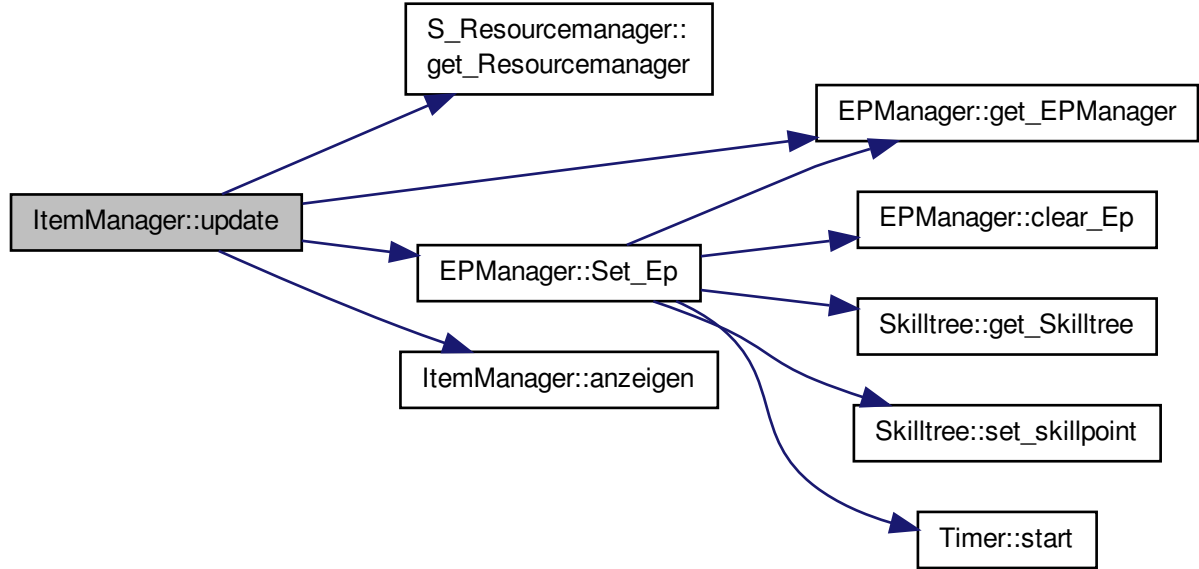 S_Resourcemanager::
get_Resourcemanager
EPManager::get_EPManager
ItemManager::update
EPManager::clear_Ep
EPManager::Set_Ep
Skilltree::get_Skilltree
ItemManager::anzeigen
Skilltree::set_skillpoint
Timer::start